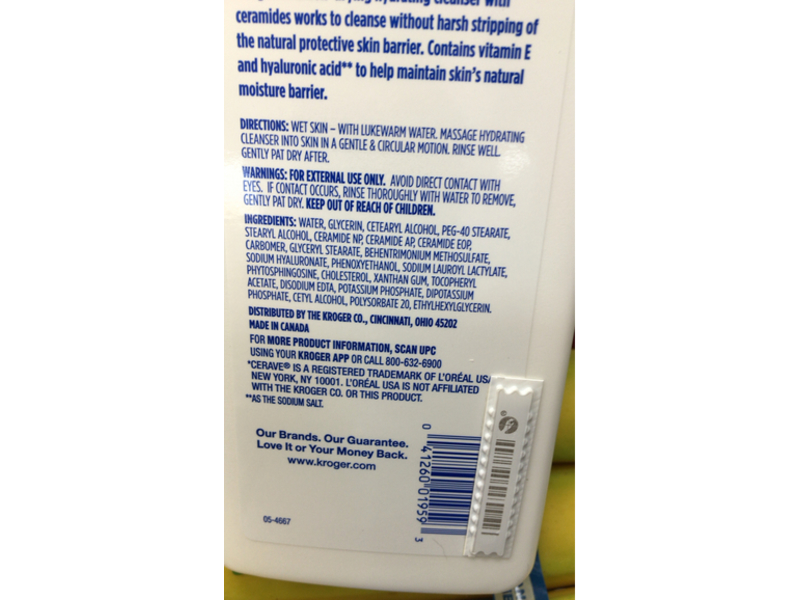 hydrating cleanser with
ceramides works to cleanse without harsh stripping of
the natural protective skin barrier. Contains vitamin E
and hyaluronic acid** to help maintain skin's natural
moisture barrier.
DIRECTIONS: WET SKIN – WITH LUKEWARM WATER. MASSAGE HYDRATING
CLEANSER INTO SKIN IN A GENTLE & CIRCULAR MOTION. RINSE WELL.
GENTLY PAT DRY AFTER.
WARNINGS: FOR EXTERNAL USE ONLY. AVOID DIRECT CONTACT WITH
EYES. IF CONTACT OCCURS, RINSE THOROUGHLY WITH WATER TO REMOVE,
GENTLY PAT DRY. KEEP OUT OF REACH OF CHILDREN.
INGREDIENTS: WATER, GLYCERIN, CETEARYL ALCOHOL, PEG-40 STEARATE,
STEARYL ALCOHOL, CERAMIDE NP, CERAMIDE AP, CERAMIDE EOP,
CARBOMER, GLYCERYL STEARATE, BEHENTRIMONIUM METHOSULFATE,
SODIUM HYALURONATE, PHENOXYETHANOL, SODIUM LAUROYL LACTYLATE,
PHYTOSPHINGOSINE, CHOLESTEROL, XANTHAN GUM, TOCOPHERYL
ACETATE, DISODIUM EDTA, POTASSIUM PHOSPHATE, DIPOTASSIUM
PHOSPHATE, CETYL ALCOHOL, POLYSORBATE 20, ETHYLHEXYLGLYCERIN.
DISTRIBUTED BY THE KROGER CO., CINCINNATI, OHIO 45202
MADE IN CANADA
FOR MORE PRODUCT INFORMATION, SCAN UPC
USING YOUR KROGER APP OR CALL 800-632-6900
*CERAVE® IS A REGISTERED TRADEMARK OF L'ORÉAL USA
NEW YORK, NY 10001. L'ORÉAL USA IS NOT AFFILIATED
WITH THE KROGER CO. OR THIS PRODUCT.
**AS THE SODIUM SALT.
Our Brands. Our Guarantee.
Love It or Your Money Back.
www.kroger.com
0 41260 01959 3
05-4667